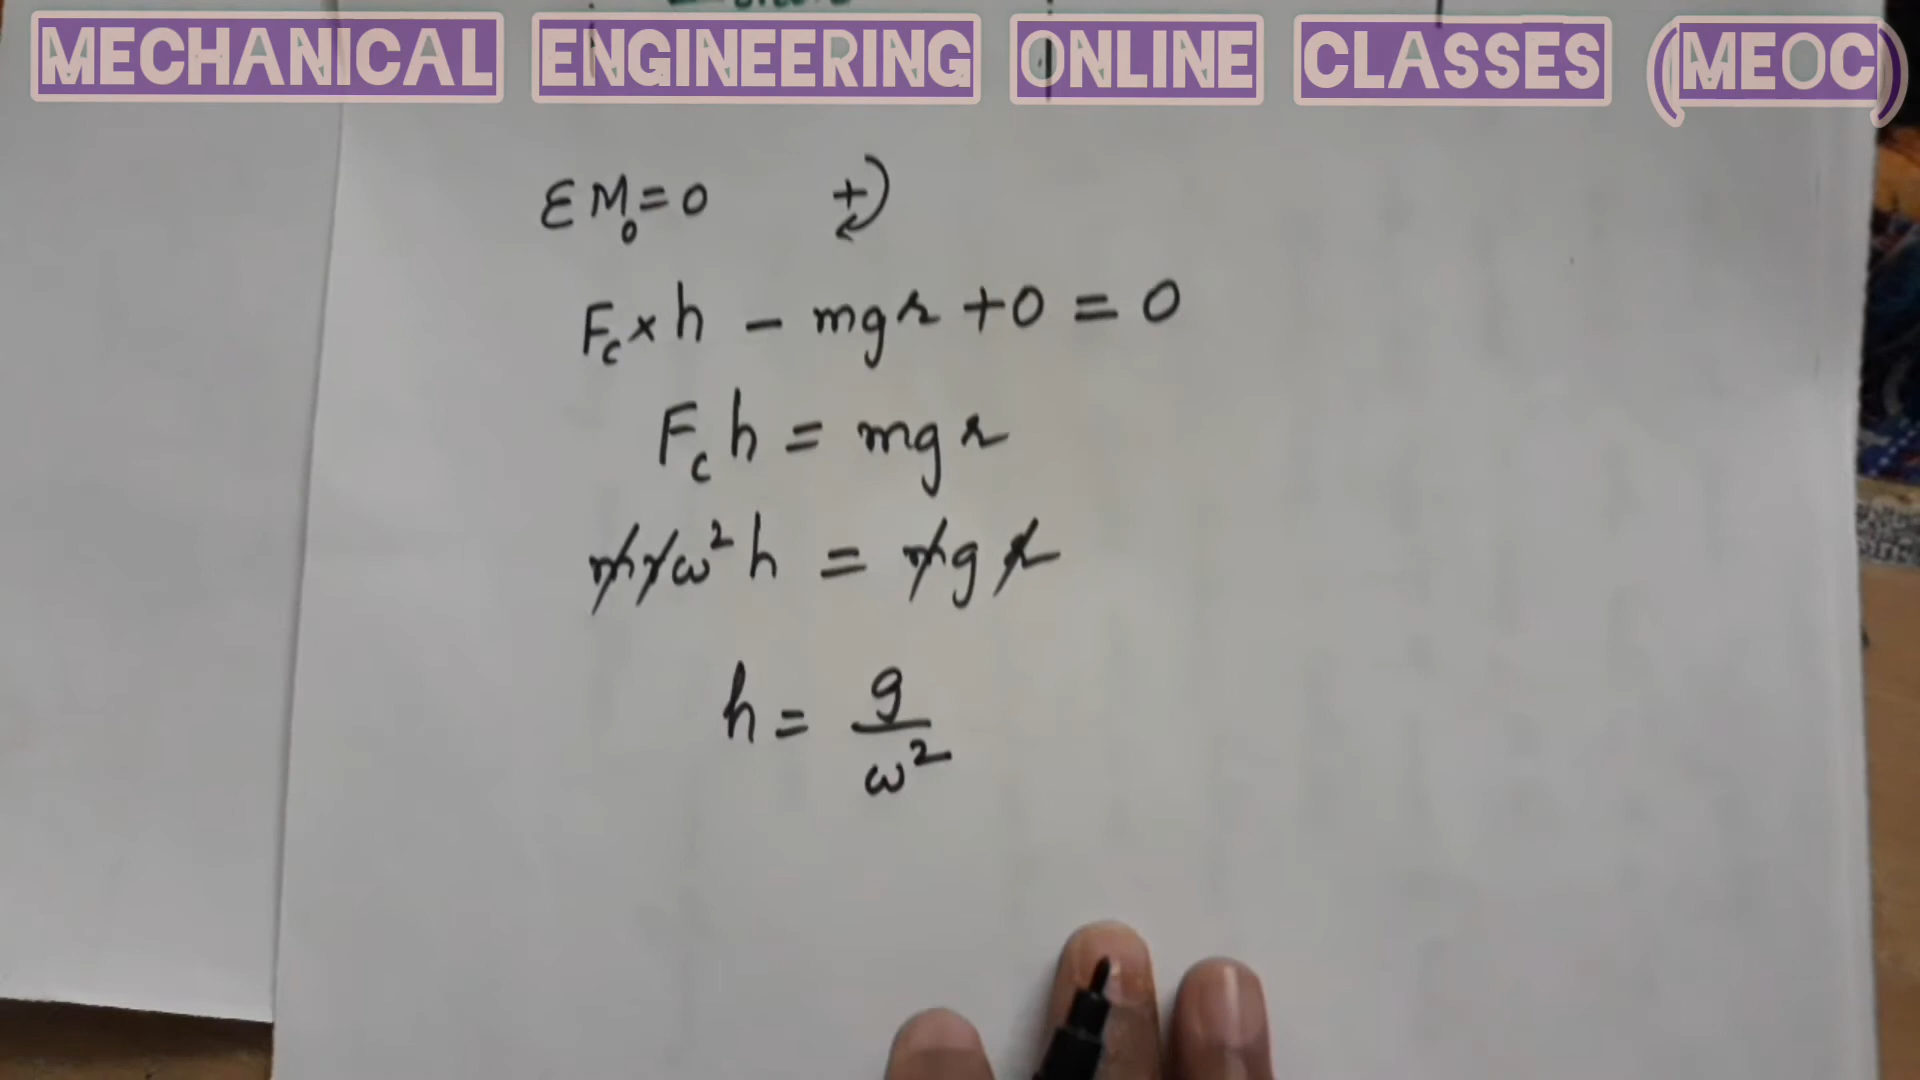 MECHANICAL ENGINEERING ONLINE CLASSES (MEOC)
ΣM₀ = 0 +
Fc × h - mgr + 0 = 0
Fc h = mgr
mrω² h = mgr
h = g/ω²